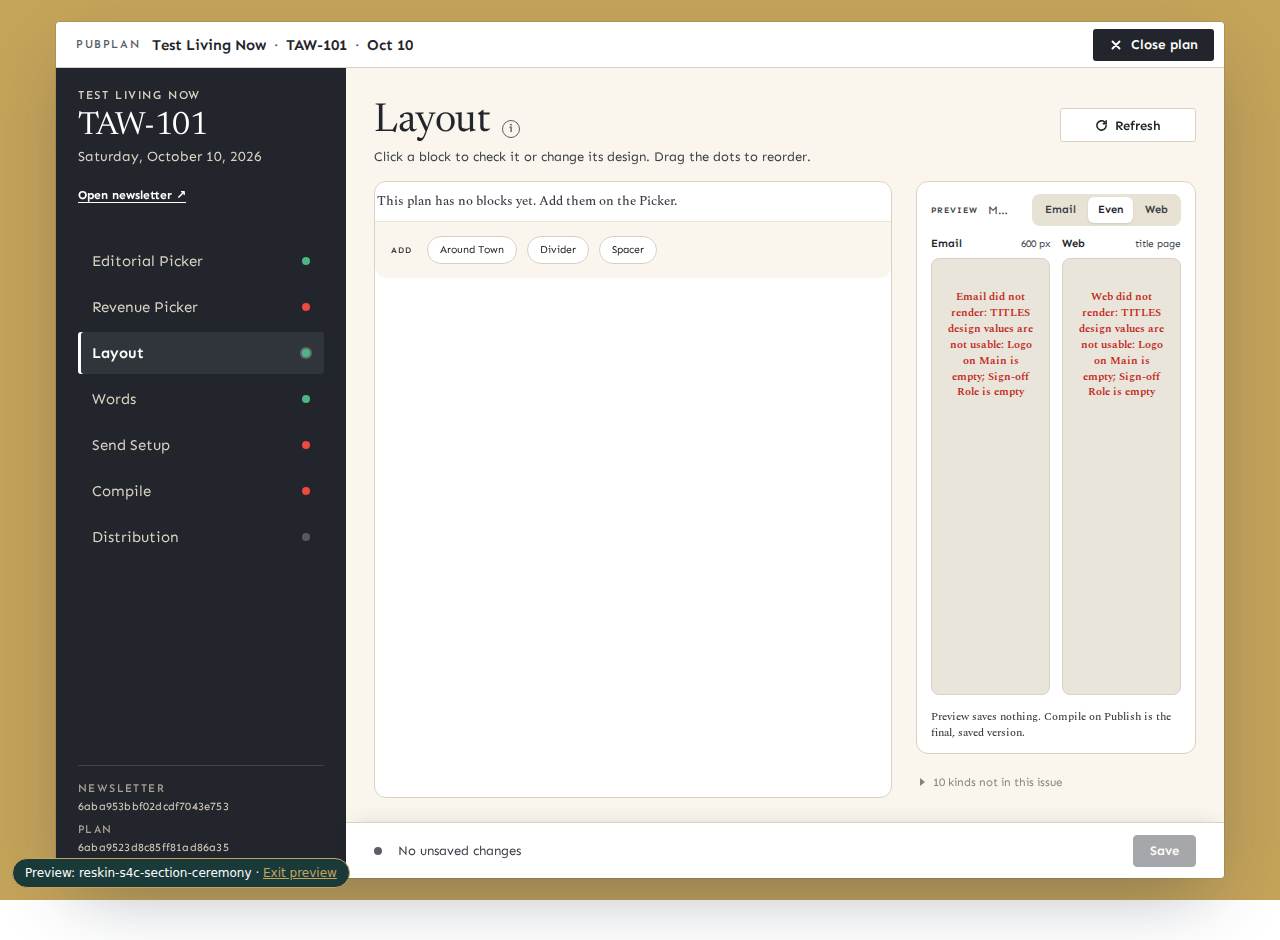 PUBPLAN Test Living Now · TAW-101 · Oct 10
Close plan
TEST LIVING NOW
TAW-101
Saturday, October 10, 2026
Open newsletter ↗
Editorial Picker
Revenue Picker
Layout
Words
Send Setup
Compile
Distribution
NEWSLETTER
6aba953bbf02dcdf7043e753
PLAN
6aba9523d8c85ff81ad86a35
Layout i
Refresh
Click a block to check it or change its design. Drag the dots to reorder.
This plan has no blocks yet. Add them on the Picker.
ADD Around Town Divider Spacer
PREVIEW M... Email Even Web
Email 600 px Web title page
Email did not
render: TITLES
design values are
not usable: Logo
on Main is
empty; Sign-off
Role is empty
Web did not
render: TITLES
design values are
not usable: Logo
on Main is
empty; Sign-off
Role is empty
Preview saves nothing. Compile on Publish is the
final, saved version.
10 kinds not in this issue
No unsaved changes
Save
Preview: reskin-s4c-section-ceremony · Exit preview